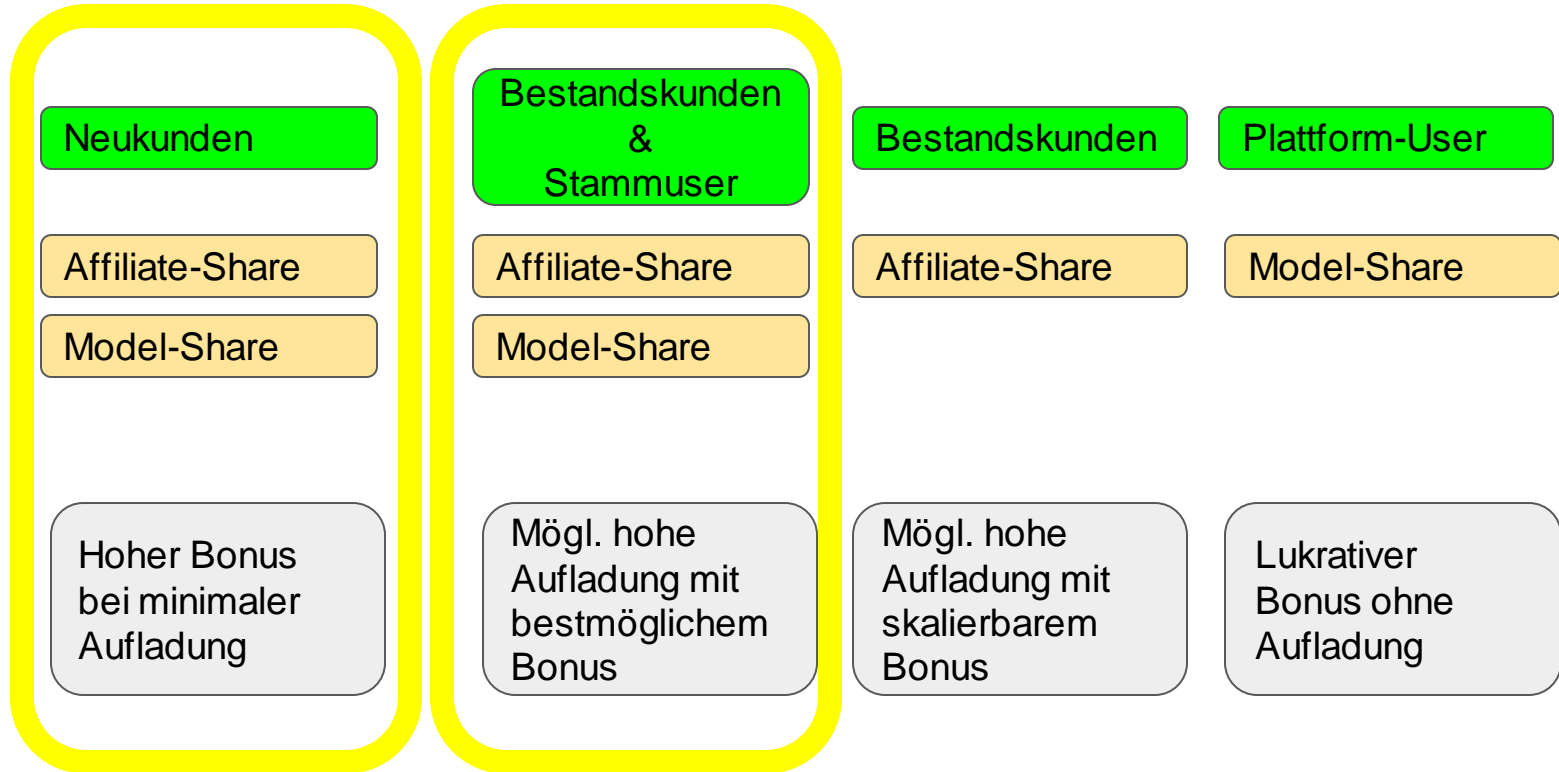 Neukunden
Bestandskunden
&
Stammuser
Bestandskunden
Plattform-User
Affiliate-Share
Affiliate-Share
Affiliate-Share
Model-Share
Model-Share
Model-Share
Hoher Bonus
bei minimaler
Aufladung
Mögl. hohe
Aufladung mit
bestmöglichem
Bonus
Mögl. hohe
Aufladung mit
skalierbarem
Bonus
Lukrativer
Bonus ohne
Aufladung